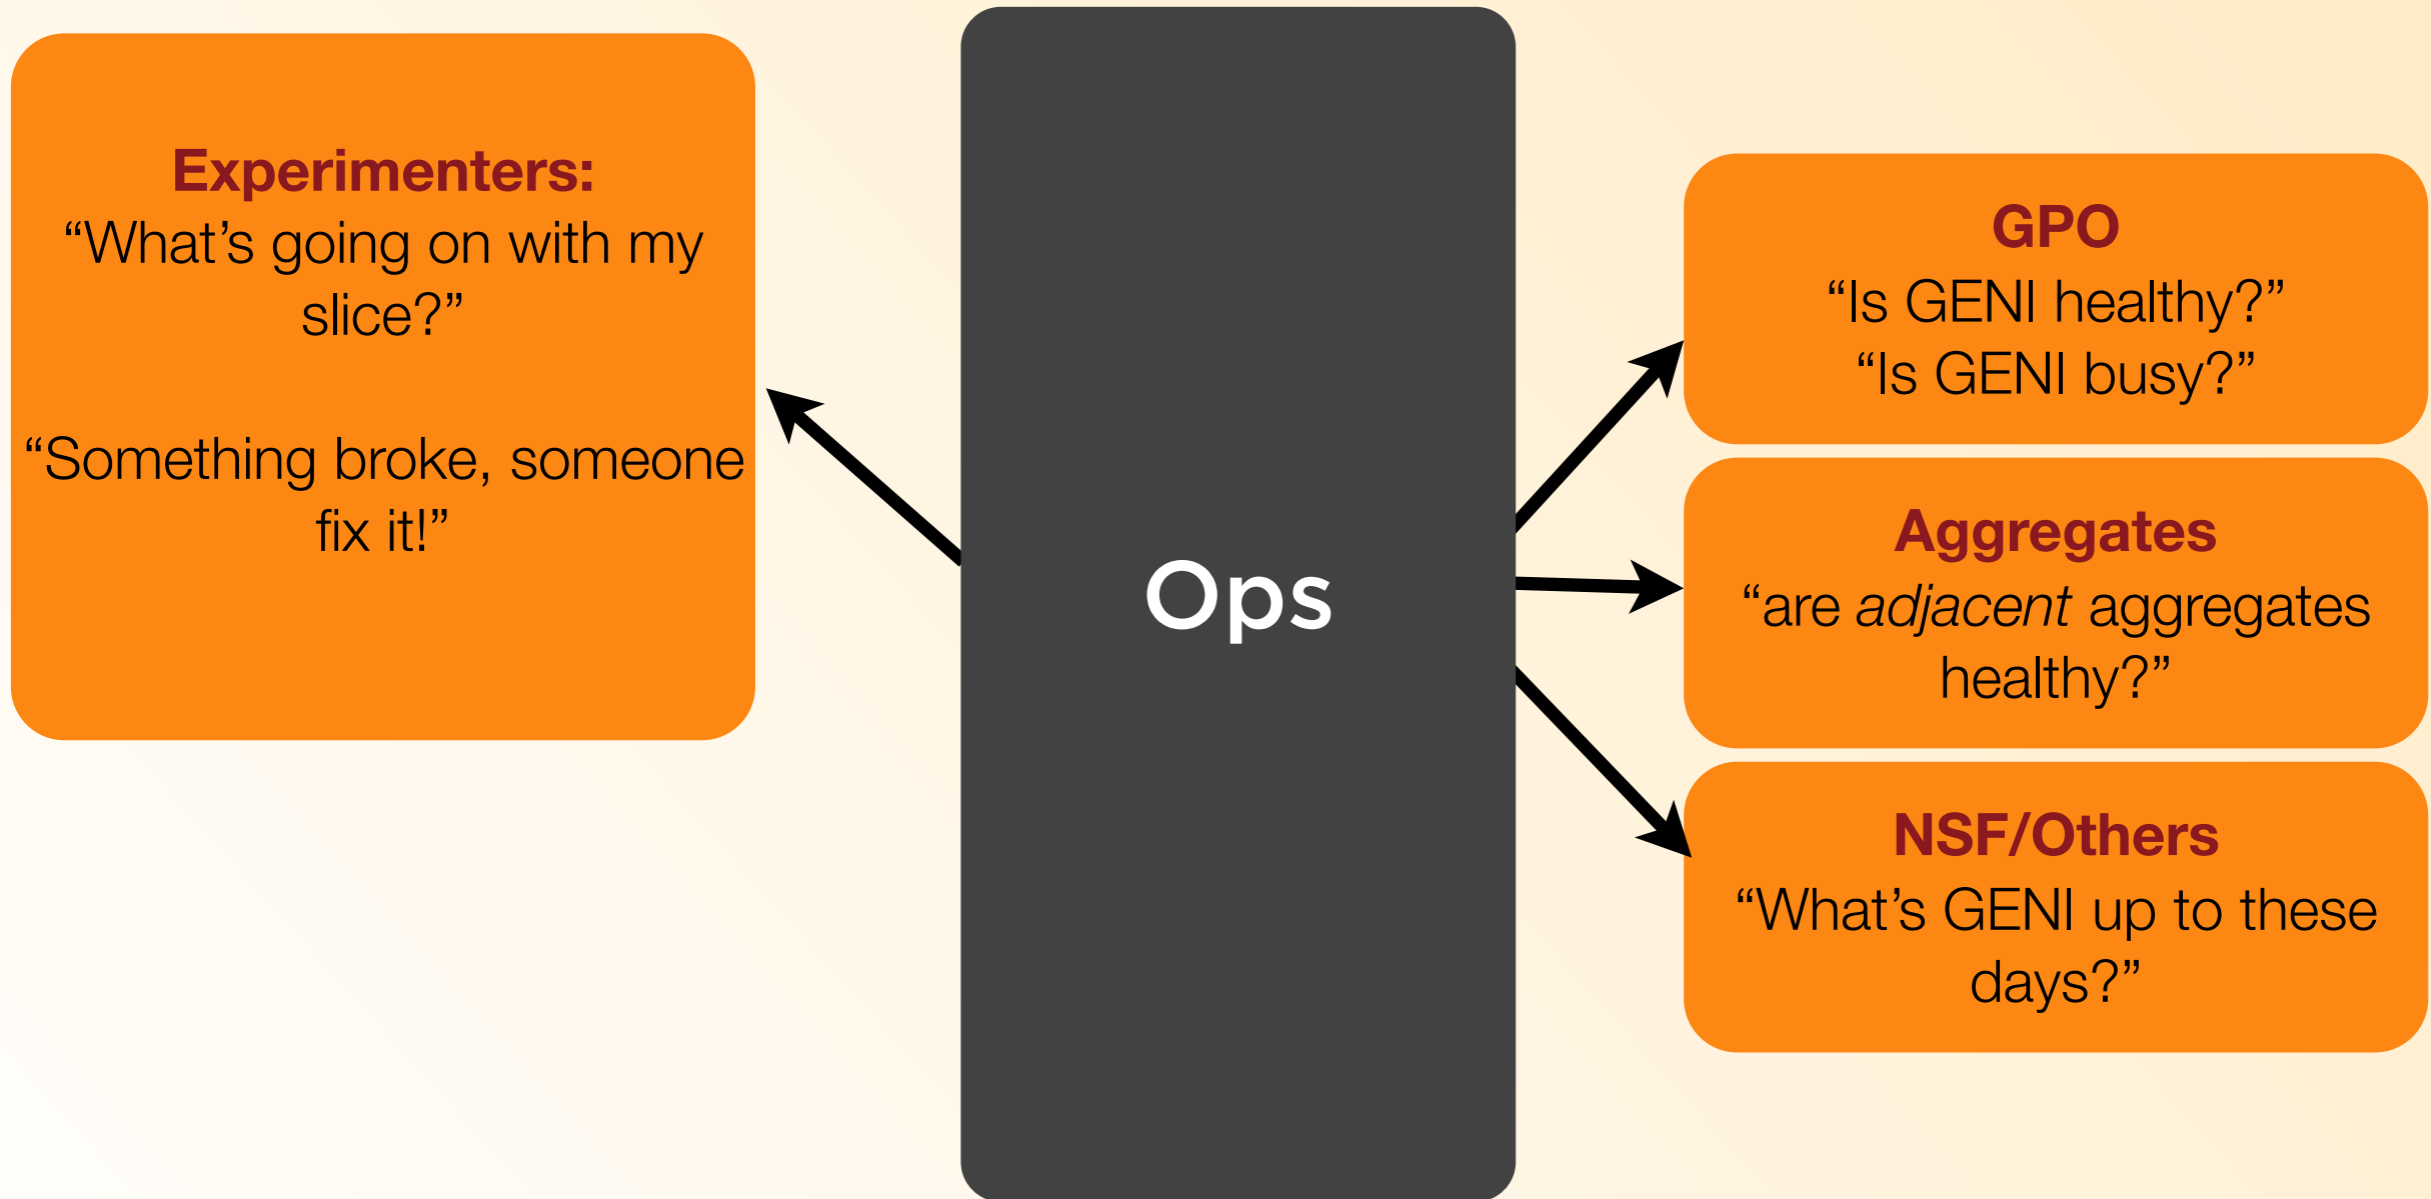 Experimenters:
“What’s going on with my
slice?”
“Something broke, someone
fix it!”
Ops
GPO
“Is GENI healthy?”
“Is GENI busy?”
Aggregates
“are adjacent aggregates
healthy?”
NSF/Others
“What’s GENI up to these
days?”